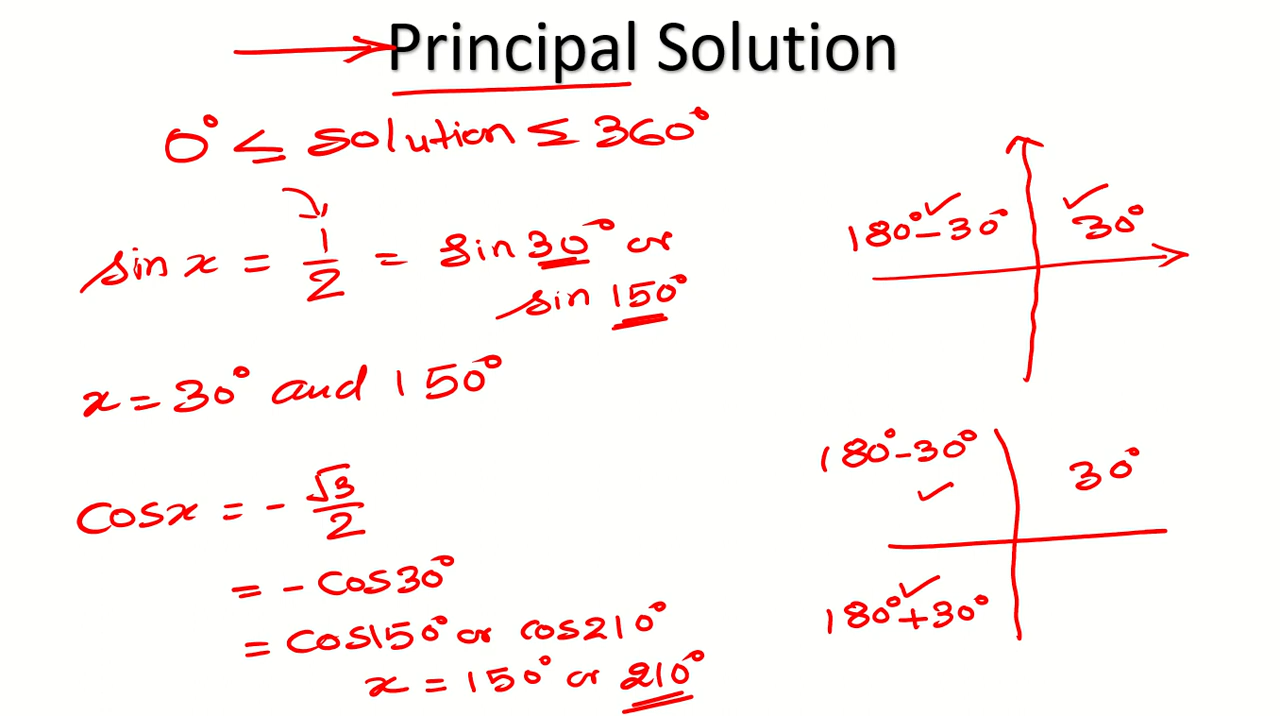 Principal Solution
0° ≤ solution ≤ 360°
sin x = 1/2 = sin 30° or
sin 150°
x = 30° and 150°
180° - 30°
30°
cos x = - √3/2
= - cos 30°
= cos 150° or cos 210°
x = 150° or 210°
180° - 30°
30°
180° + 30°